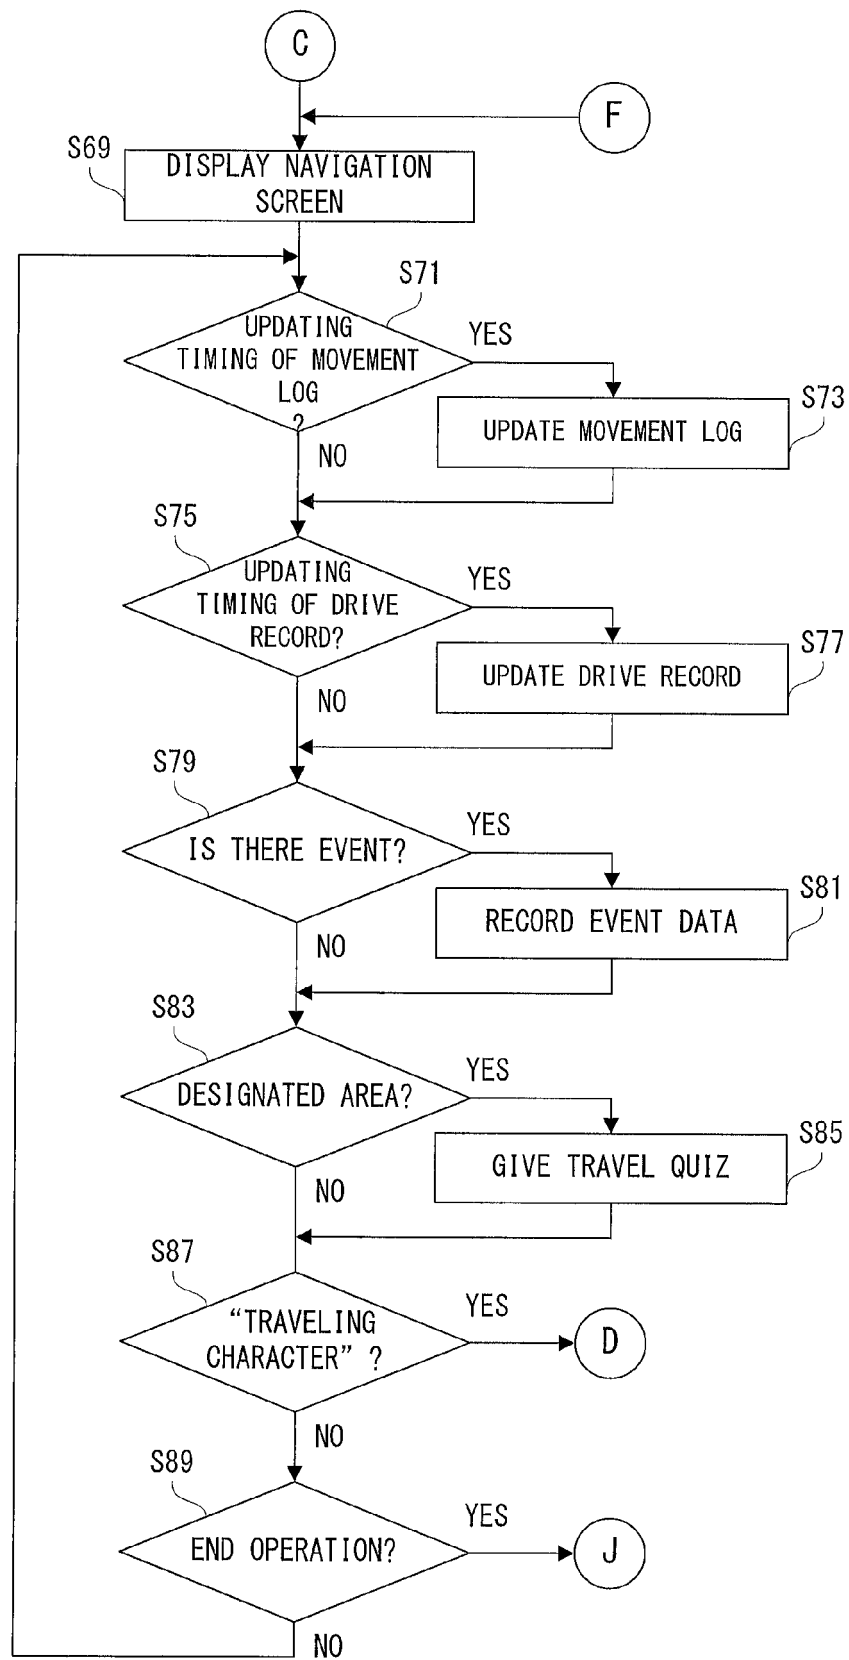 C
F
S69
DISPLAY NAVIGATION
SCREEN
S71
UPDATING
TIMING OF MOVEMENT
LOG
?
YES
S73
UPDATE MOVEMENT LOG
NO
S75
UPDATING
TIMING OF DRIVE
RECORD?
YES
S77
UPDATE DRIVE RECORD
NO
S79
IS THERE EVENT?
YES
S81
RECORD EVENT DATA
NO
S83
DESIGNATED AREA?
YES
S85
GIVE TRAVEL QUIZ
NO
S87
“TRAVELING
CHARACTER” ?
YES
D
NO
S89
END OPERATION?
YES
J
NO